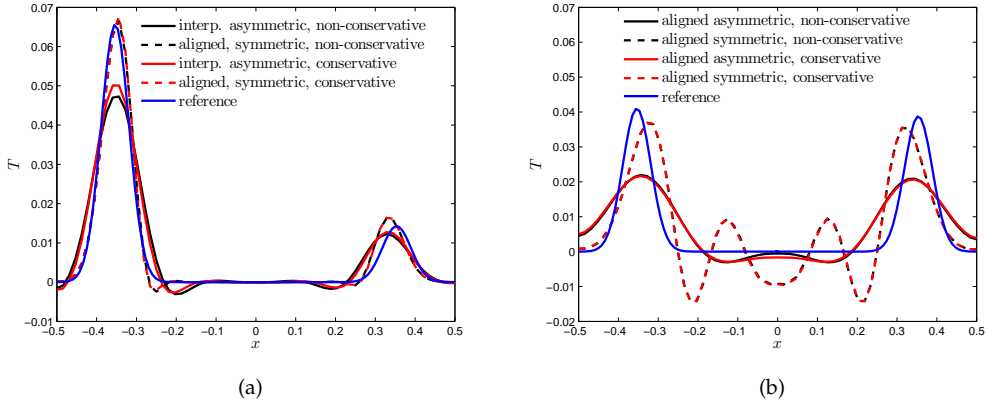 0.07
0.06
0.05
0.04
0.03
0.02
0.01
0
−0.01
T
−0.5 −0.4 −0.3 −0.2 −0.1 0 0.1 0.2 0.3 0.4 0.5
x
interp. asymmetric, non-conservative
aligned, symmetric, non-conservative
interp. asymmetric, conservative
aligned, symmetric, conservative
reference
(a)
0.07
0.06
0.05
0.04
0.03
0.02
0.01
0
−0.01
−0.02
T
−0.5 −0.4 −0.3 −0.2 −0.1 0 0.1 0.2 0.3 0.4 0.5
x
aligned asymmetric, non-conservative
aligned symmetric, non-conservative
aligned asymmetric, conservative
aligned symmetric, conservative
reference
(b)